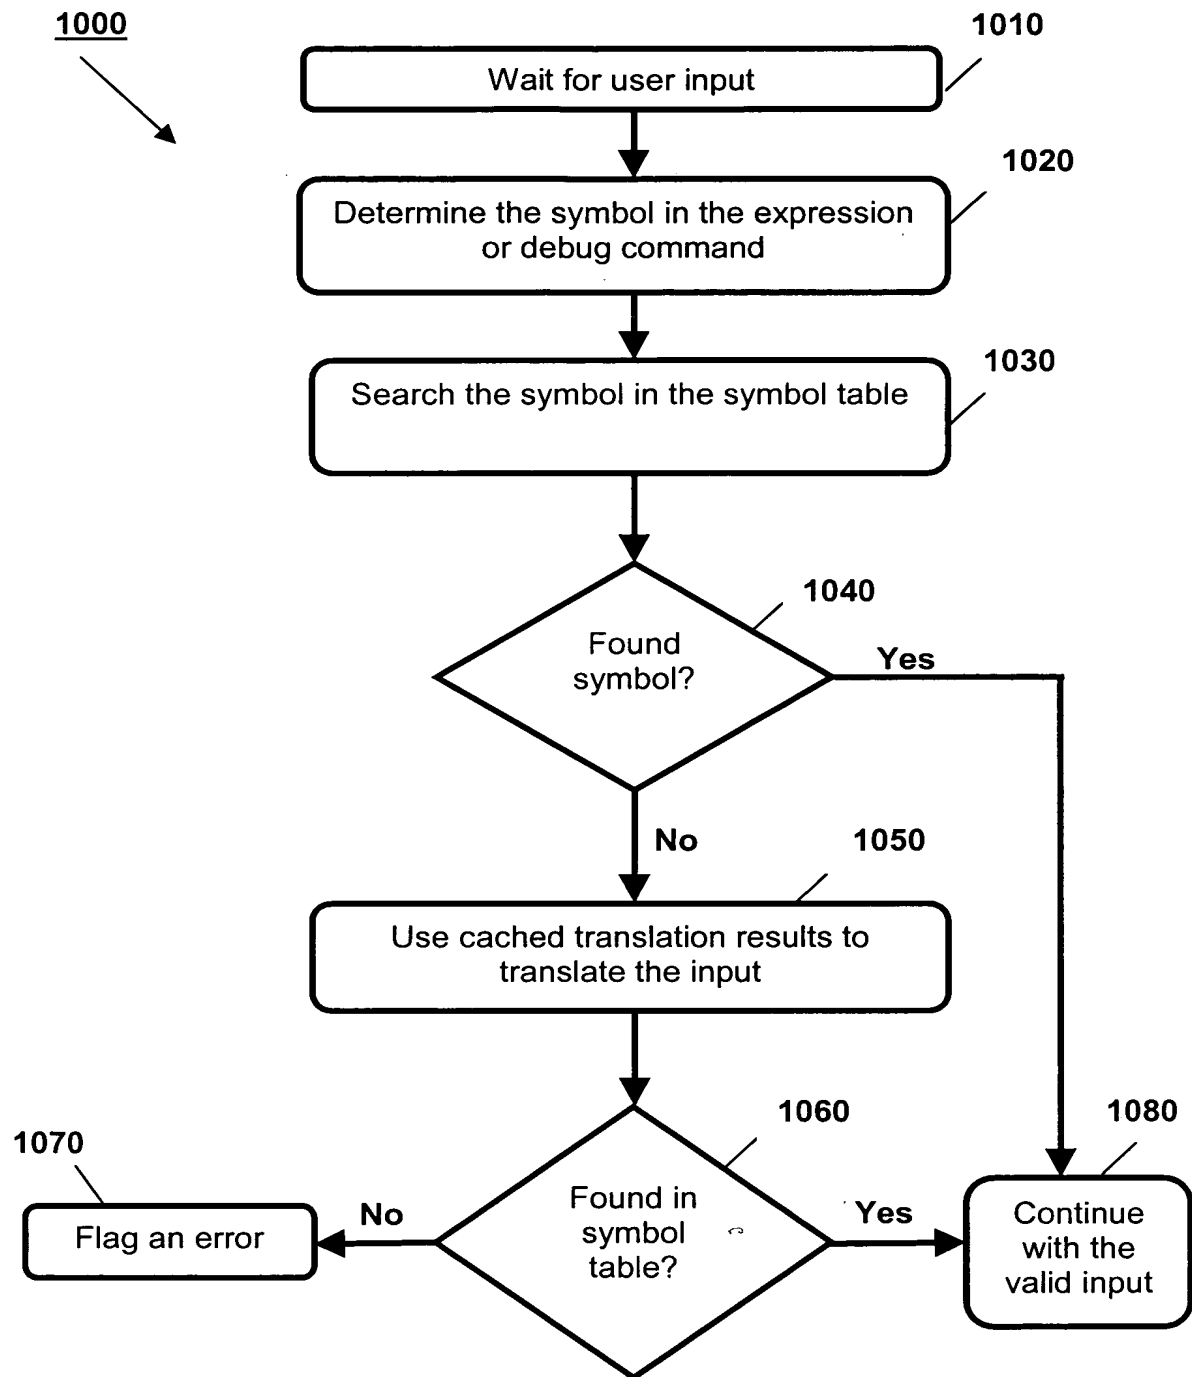 1000
1010
Wait for user input
1020
Determine the symbol in the expression
or debug command
1030
Search the symbol in the symbol table
1040
Found
symbol?
Yes
No
1050
Use cached translation results to
translate the input
1060
1080
1070
Found in
symbol
table?
No
Yes
Flag an error
Continue
with the
valid input